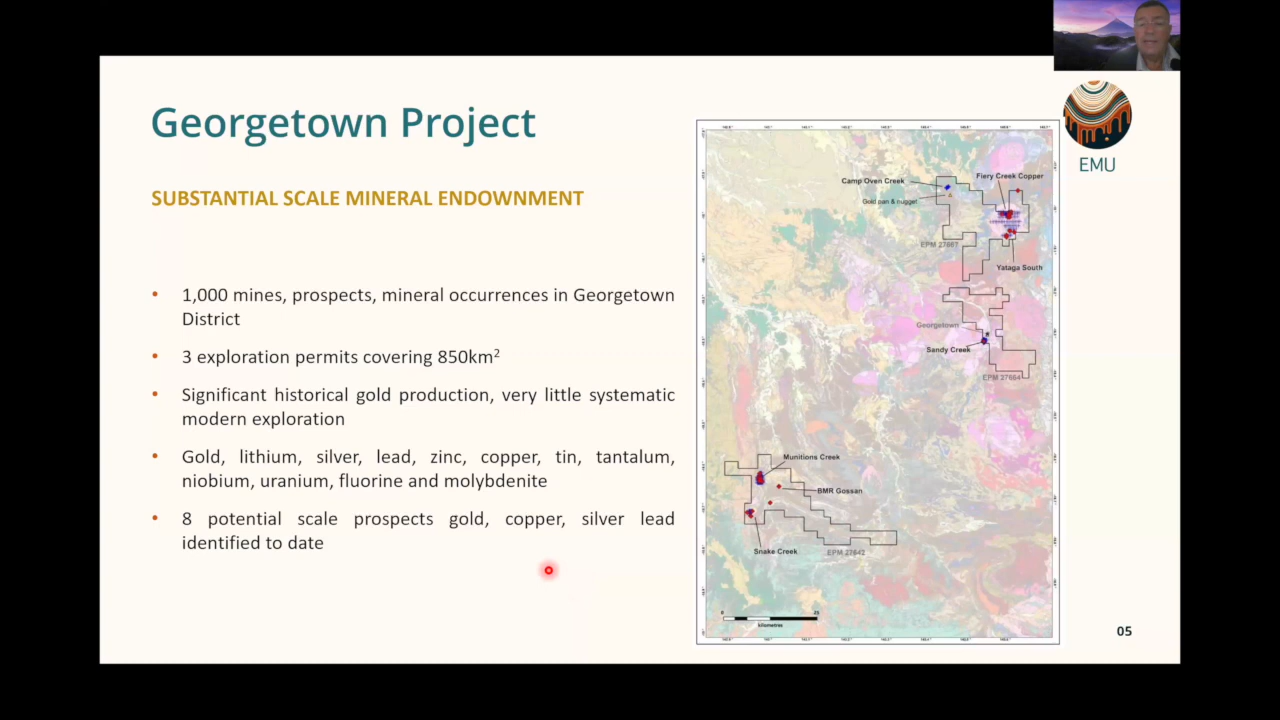 Georgetown Project
SUBSTANTIAL SCALE MINERAL ENDOWNMENT
• 1,000 mines, prospects, mineral occurrences in Georgetown
District
• 3 exploration permits covering 850km²
• Significant historical gold production, very little systematic
modern exploration
• Gold, lithium, silver, lead, zinc, copper, tin, tantalum,
niobium, uranium, fluorine and molybdenite
• 8 potential scale prospects gold, copper, silver lead
identified to date
Camp Oven Creek
Fiery Creek Copper
Gold pan & nugget
EPM 27667
Yataga South
Georgetown
Sandy Creek
EPM 27664
Munitions Creek
BMR Gossan
Snake Creek
EPM 27642
0 25
kilometres
EMU
05